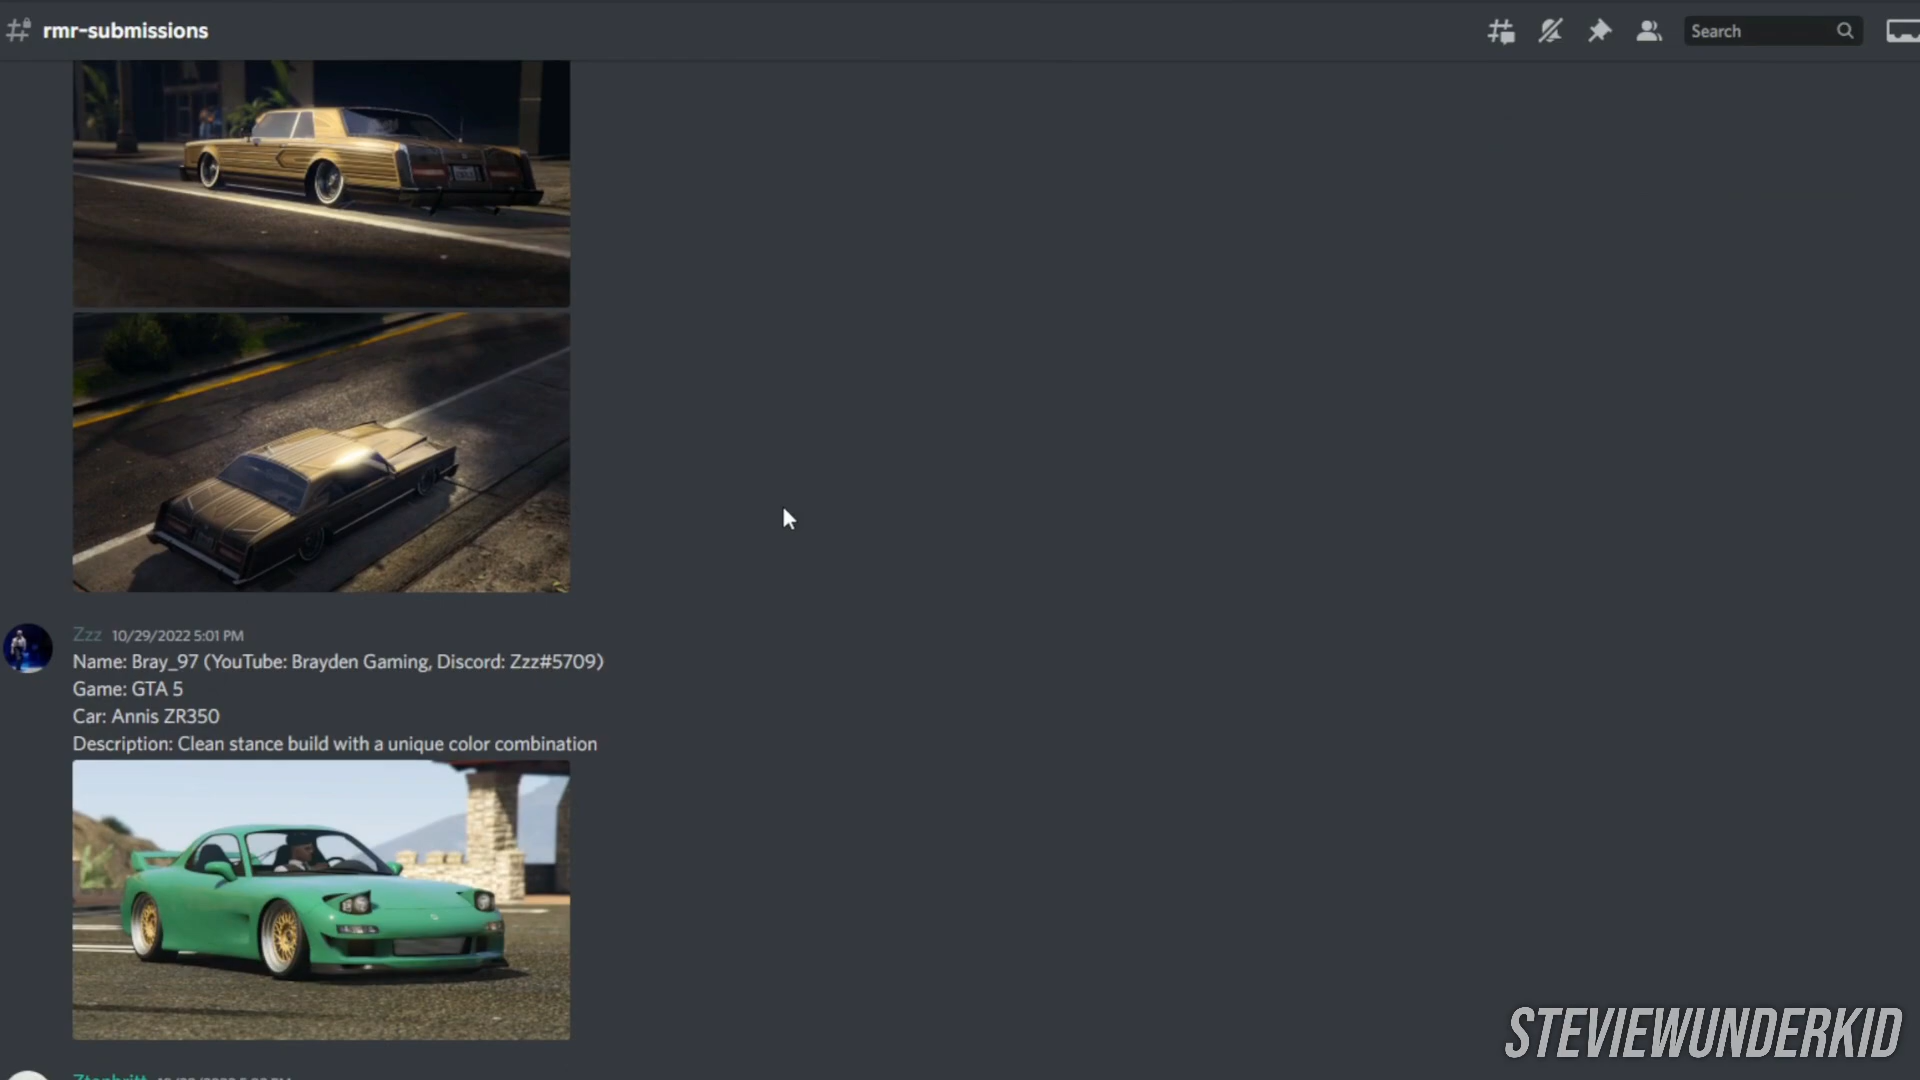 rmr-submissions
Search
Zzz 10/29/2022 5:01 PM
Name: Bray_97 (YouTube: Brayden Gaming, Discord: Zzz#5709)
Game: GTA 5
Car: Annis ZR350
Description: Clean stance build with a unique color combination
STEVIEWUNDERKID